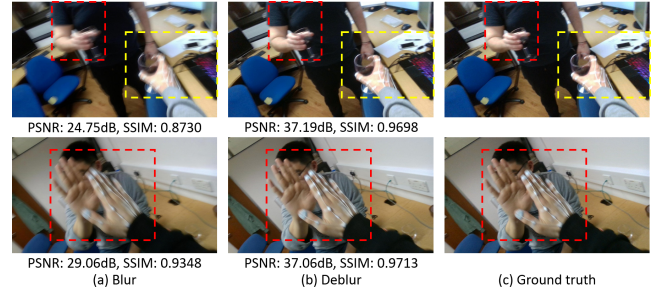 PSNR: 24.75dB, SSIM: 0.8730
PSNR: 37.19dB, SSIM: 0.9698
PSNR: 29.06dB, SSIM: 0.9348
PSNR: 37.06dB, SSIM: 0.9713
(a) Blur
(b) Deblur
(c) Ground truth